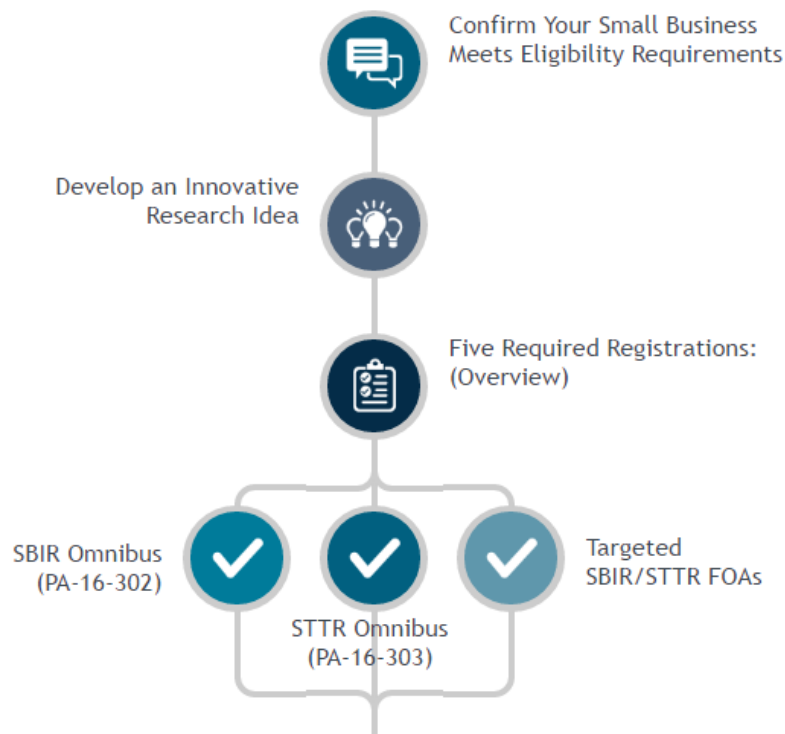 Confirm Your Small Business
Meets Eligibility Requirements
Develop an Innovative
Research Idea
Five Required Registrations:
(Overview)
SBIR Omnibus
(PA-16-302)
STTR Omnibus
(PA-16-303)
Targeted
SBIR/STTR FOAs